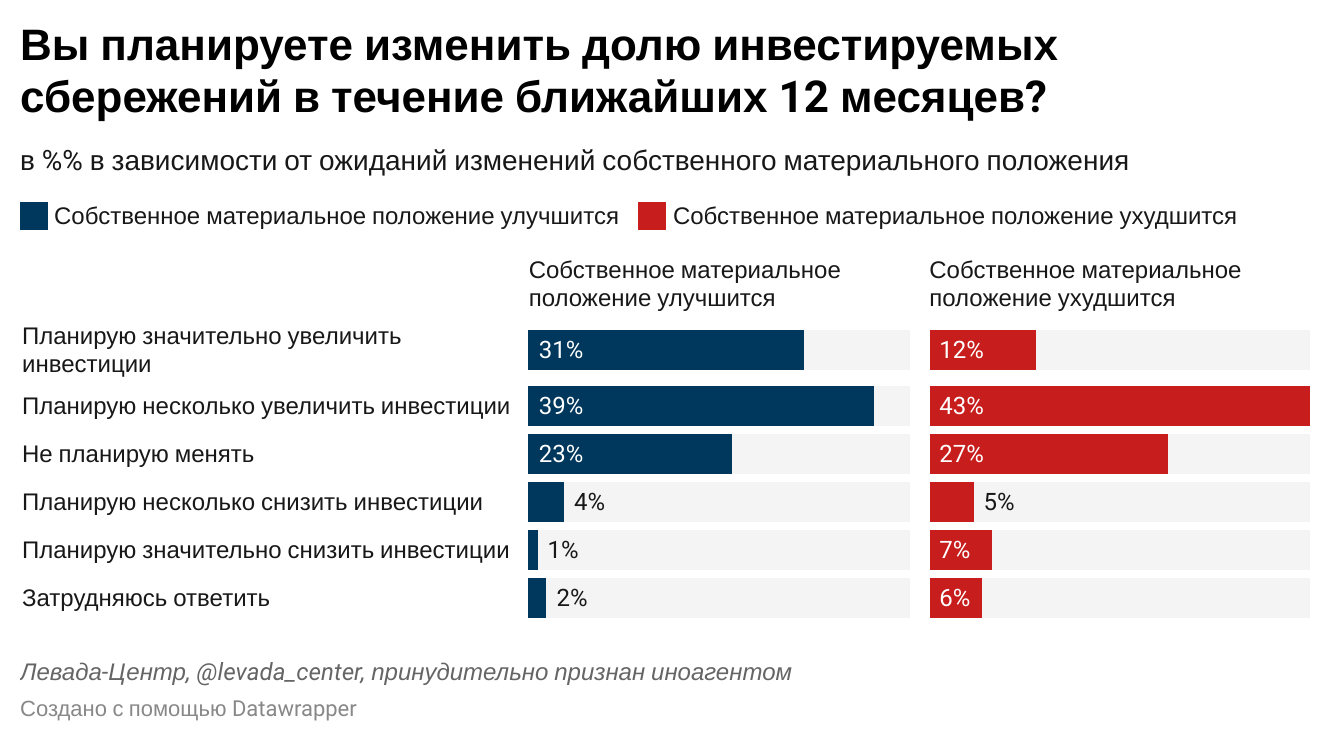 Вы планируете изменить долю инвестируемых
сбережений в течение ближайших 12 месяцев?
в %% в зависимости от ожиданий изменений собственного материального положения
Собственное материальное положение улучшится Собственное материальное положение ухудшится
Собственное материальное
положение улучшится
Собственное материальное
положение ухудшится
Планирую значительно увеличить
инвестиции
31% 12%
Планирую несколько увеличить инвестиции 39% 43%
Не планирую менять 23% 27%
Планирую несколько снизить инвестиции 4% 5%
Планирую значительно снизить инвестиции 1% 7%
Затрудняюсь ответить 2% 6%
Левада-Центр, @levada_center, принудительно признан иноагентом
Создано с помощью Datawrapper